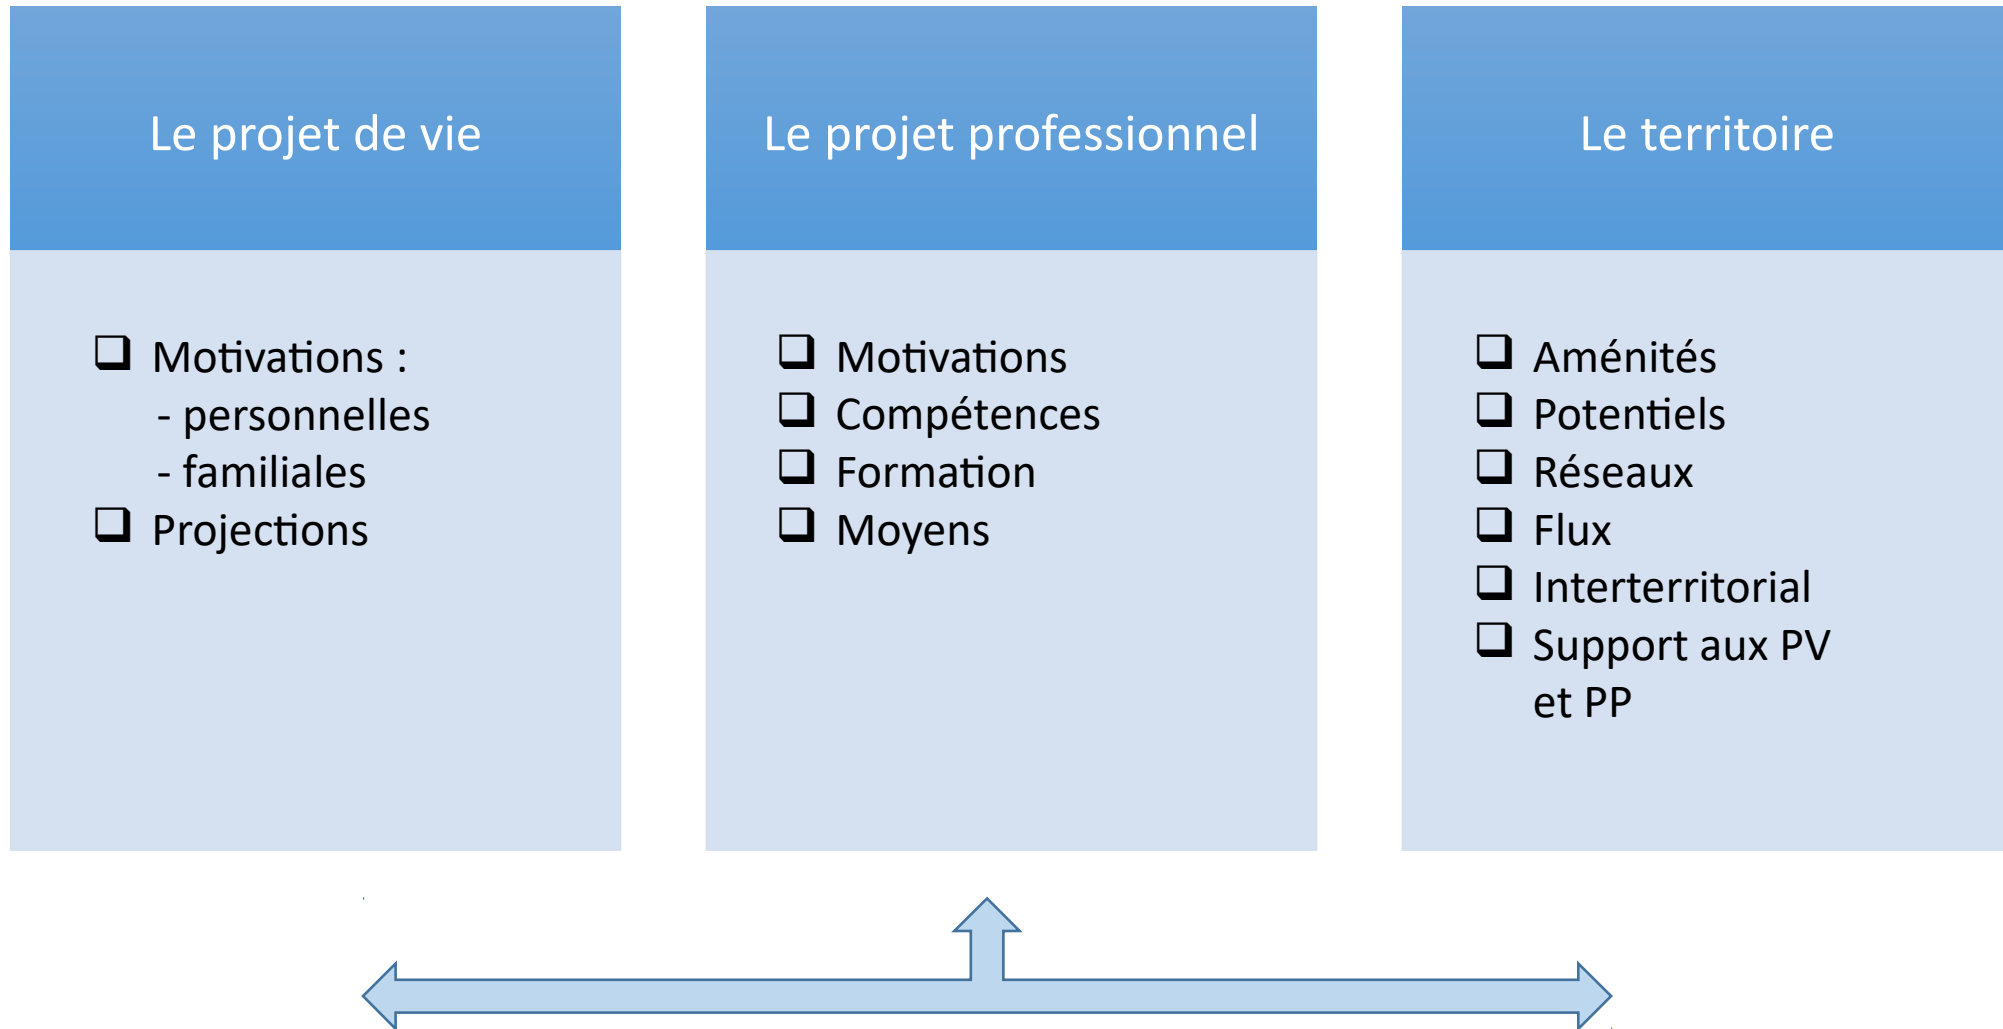 Le projet de vie
❑ Motivations :
- personnelles
- familiales
❑ Projections
Le projet professionnel
❑ Motivations
❑ Compétences
❑ Formation
❑ Moyens
Le territoire
❑ Aménités
❑ Potentiels
❑ Réseaux
❑ Flux
❑ Interterritorial
❑ Support aux PV
et PP